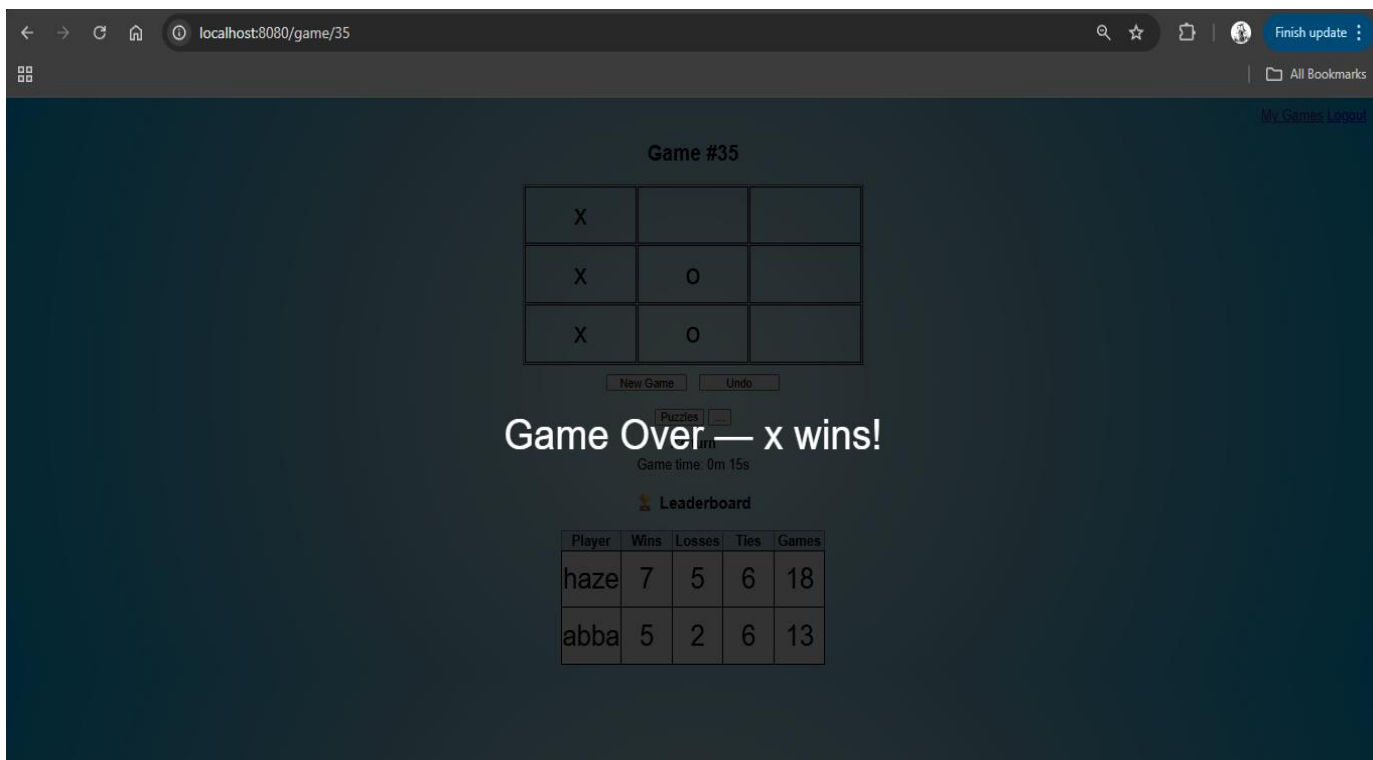 localhost:8080/game/35
Finish update
All Bookmarks
My Games Logout
Game #35
X
X O
X O
New Game Undo
Puzzles ...
Game Over — x wins!
Game time: 0m 15s
Leaderboard
Player Wins Losses Ties Games
haze 7 5 6 18
abba 5 2 6 13